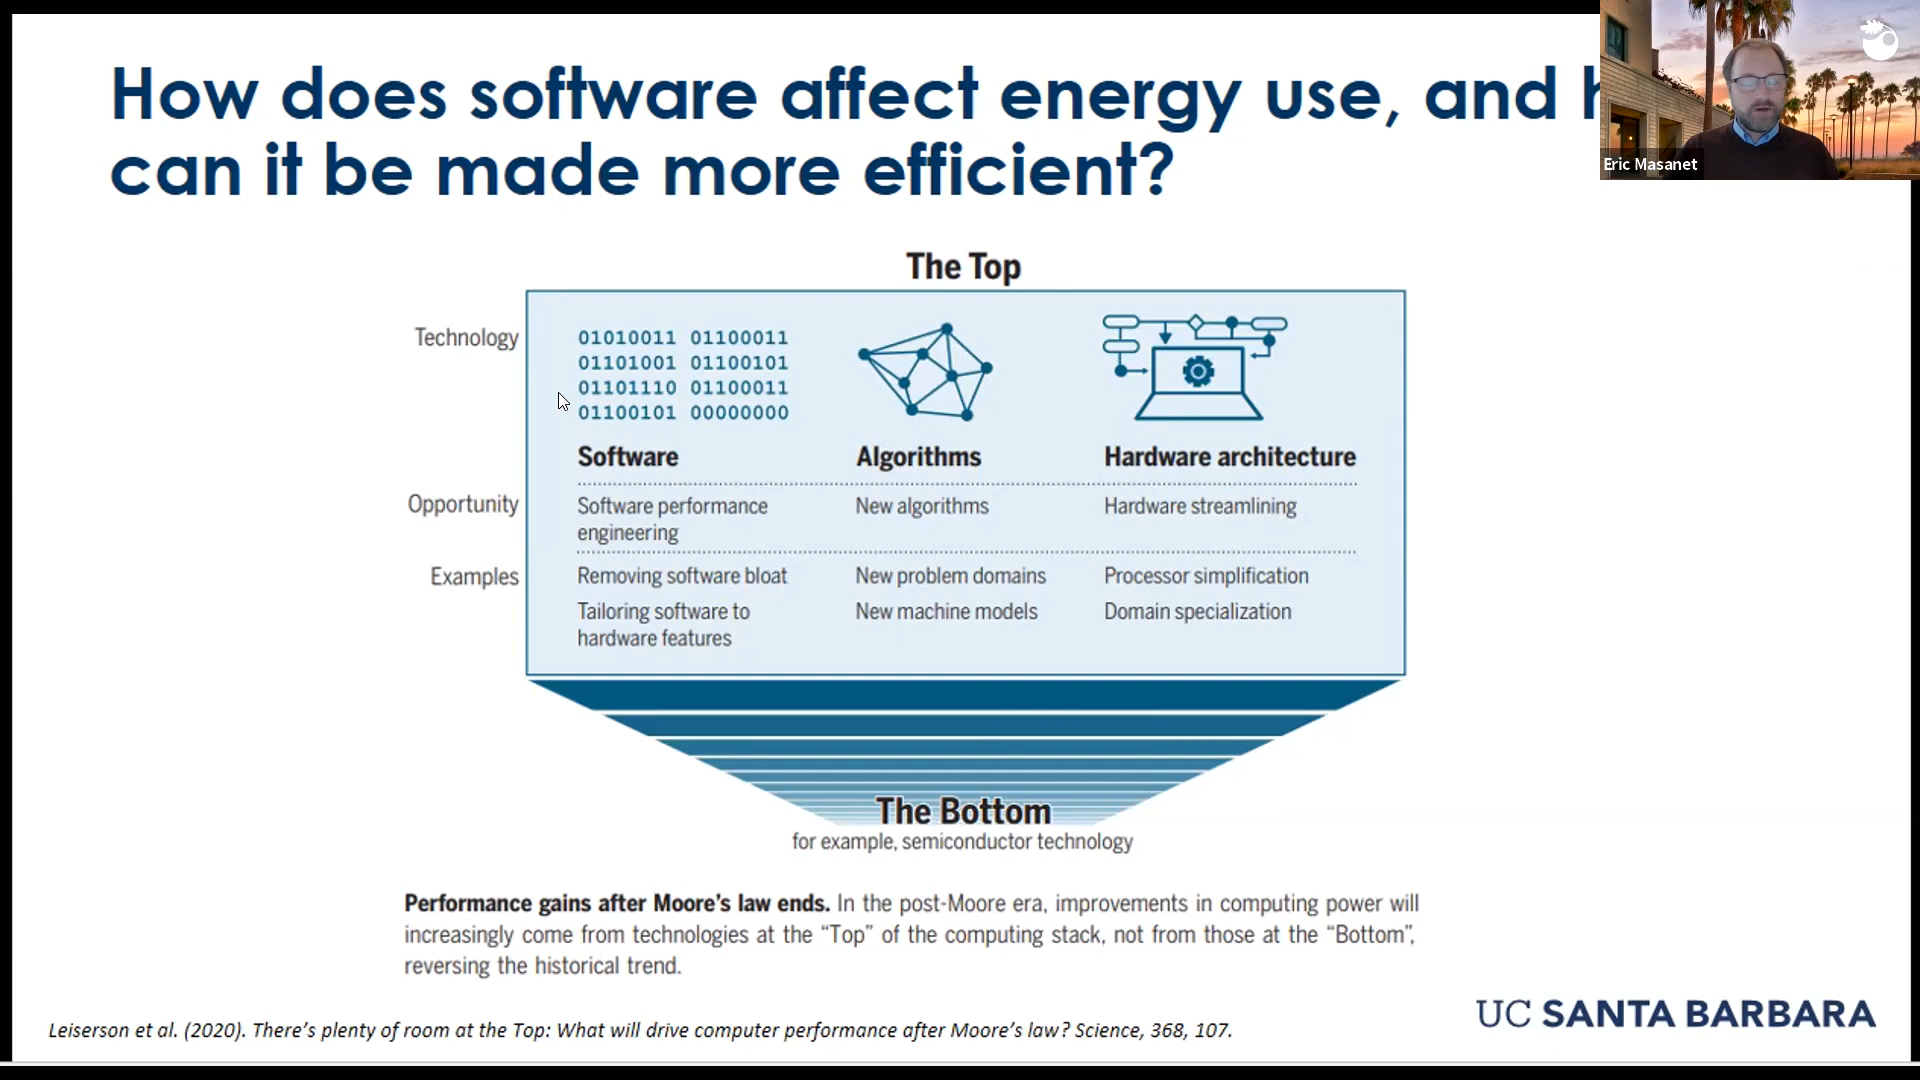 How does software affect energy use, and
can it be made more efficient?
Eric Masanet
The Top
Technology
01010011 01100011
01101001 01100101
01101110 01100011
01100101 00000000
Software Algorithms Hardware architecture
Opportunity
Software performance engineering
New algorithms
Hardware streamlining
Examples
Removing software bloat New problem domains Processor simplification
Tailoring software to hardware features
New machine models
Domain specialization
The Bottom
for example, semiconductor technology
Performance gains after Moore’s law ends. In the post-Moore era, improvements in computing power will
increasingly come from technologies at the “Top” of the computing stack, not from those at the “Bottom”,
reversing the historical trend.
UC SANTA BARBARA
Leiserson et al. (2020). There’s plenty of room at the Top: What will drive computer performance after Moore’s law? Science, 368, 107.